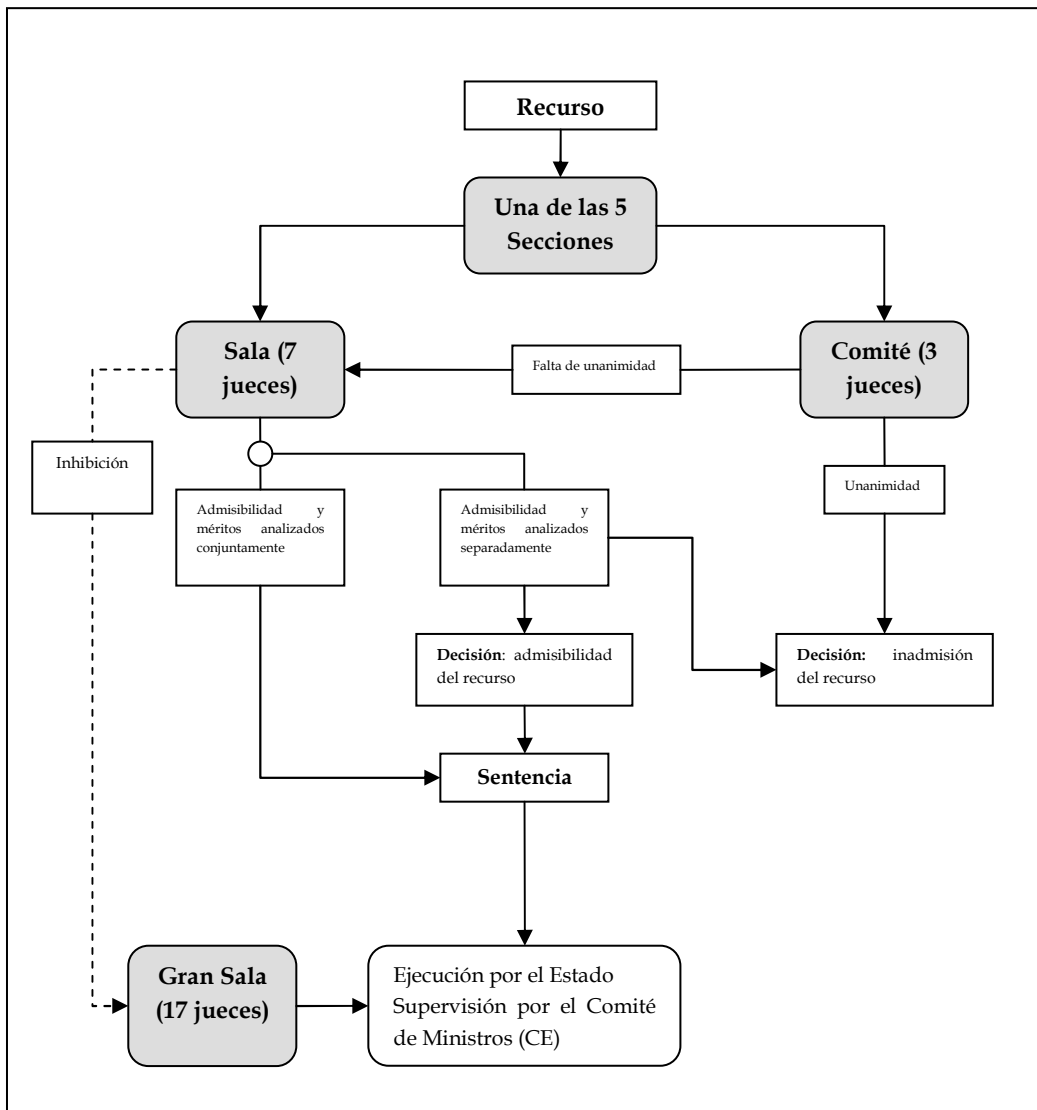 Recurso
Una de las 5
Secciones
Sala (7
jueces)
Falta de unanimidad
Comité (3
jueces)
Inhibición
Admisibilidad y
méritos analizados
conjuntamente
Admisibilidad y
méritos analizados
separadamente
Unanimidad
Decisión: admisibilidad
del recurso
Decisión: inadmisión
del recurso
Sentencia
Gran Sala
(17 jueces)
Ejecución por el Estado
Supervisión por el Comité
de Ministros (CE)